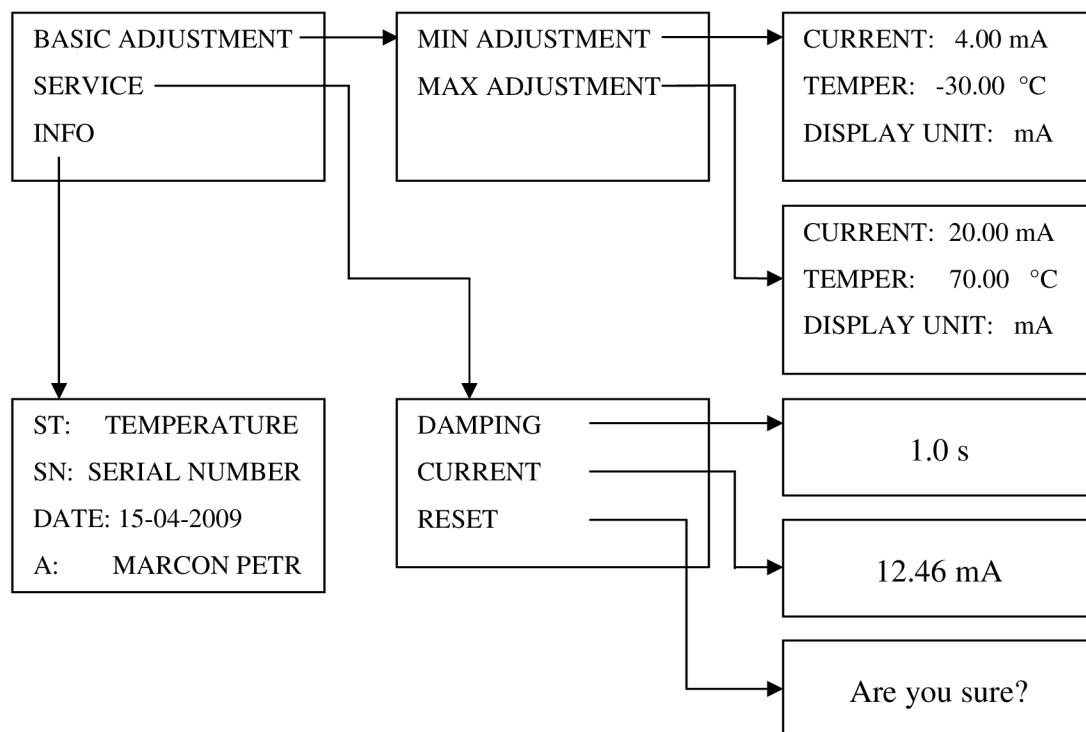 BASIC ADJUSTMENT
SERVICE
INFO
MIN ADJUSTMENT
MAX ADJUSTMENT
CURRENT: 4.00 mA
TEMPER: -30.00 °C
DISPLAY UNIT: mA
CURRENT: 20.00 mA
TEMPER: 70.00 °C
DISPLAY UNIT: mA
ST: TEMPERATURE
SN: SERIAL NUMBER
DATE: 15-04-2009
A: MARCON PETR
DAMPING
CURRENT
RESET
1.0 s
12.46 mA
Are you sure?